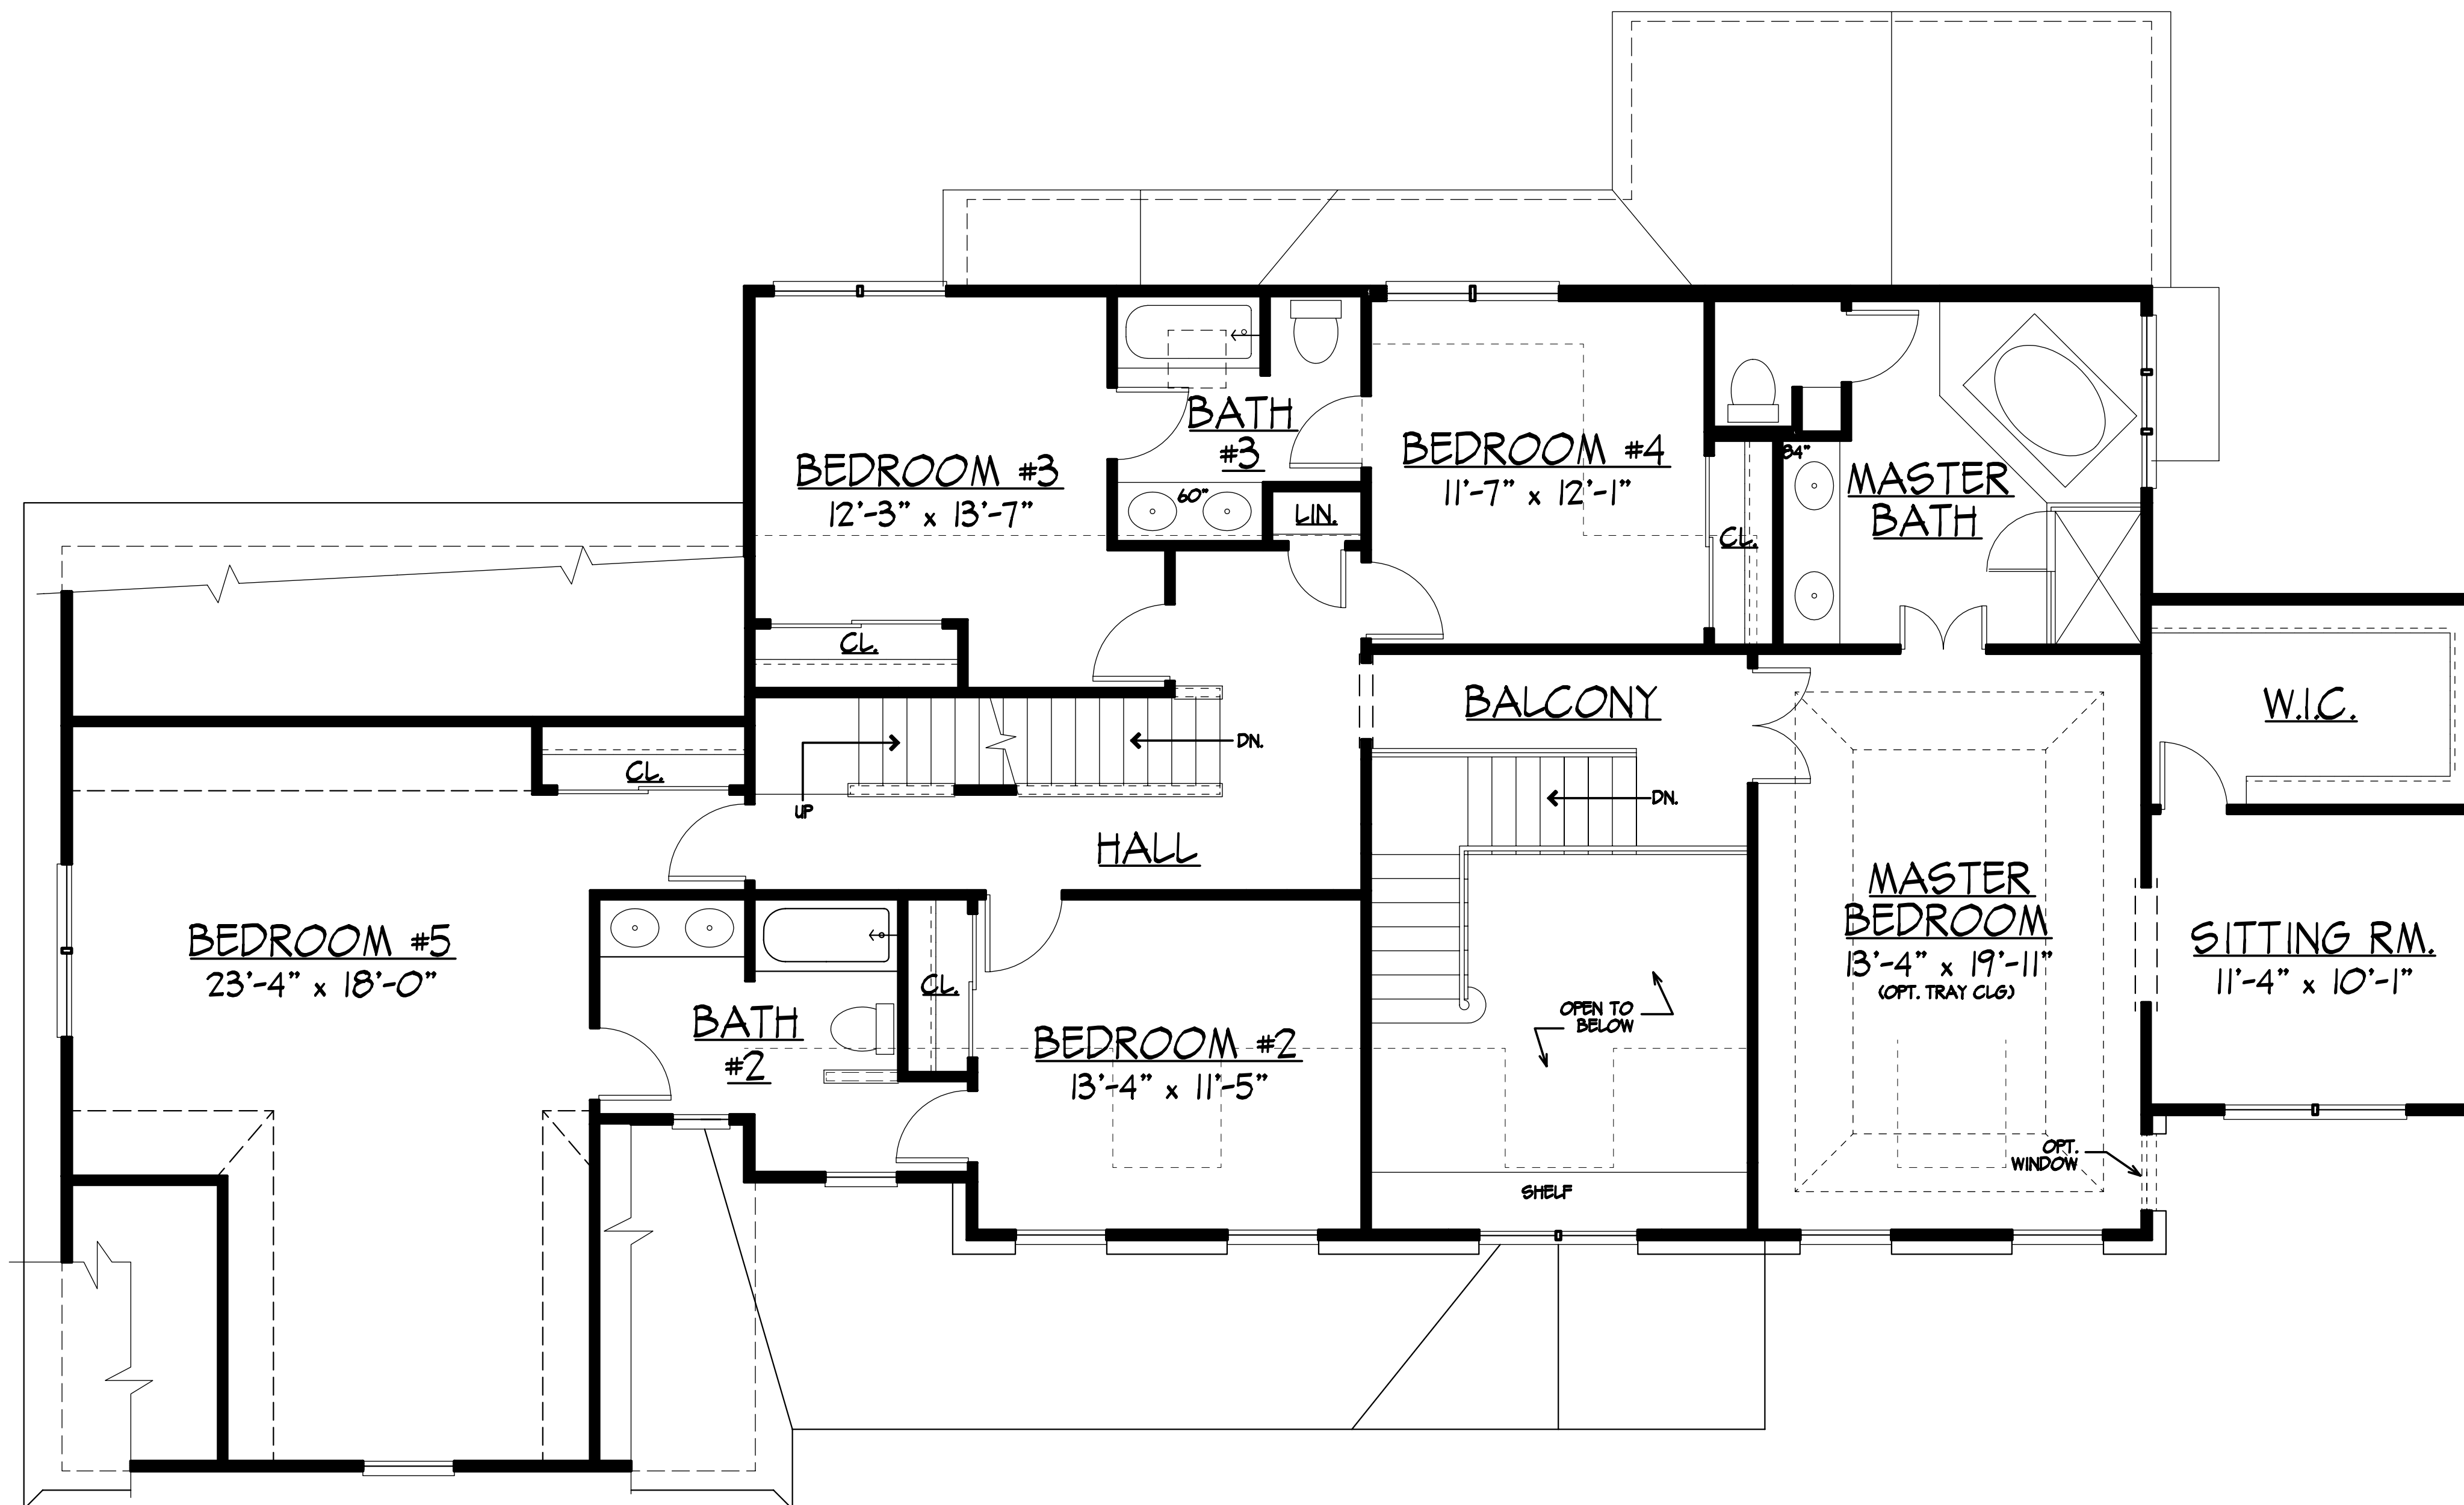 BEDROOM #3
12'-3" x 13'-7"
BATH
#3
60"
LIN.
CL.
BEDROOM #4
11'-7" x 12'-1"
CL.
84"
MASTER
BATH
W.I.C.
BALCONY
DN.
UP
CL.
HALL
DN.
BEDROOM #5
23'-4" x 18'-0"
BATH
#2
CL.
BEDROOM #2
13'-4" x 11'-5"
OPEN TO
BELOW
SHELF
MASTER
BEDROOM
13'-4" x 19'-11"
(OPT. TRAY CLG.)
SITTING RM.
11'-4" x 10'-1"
OPT.
WINDOW